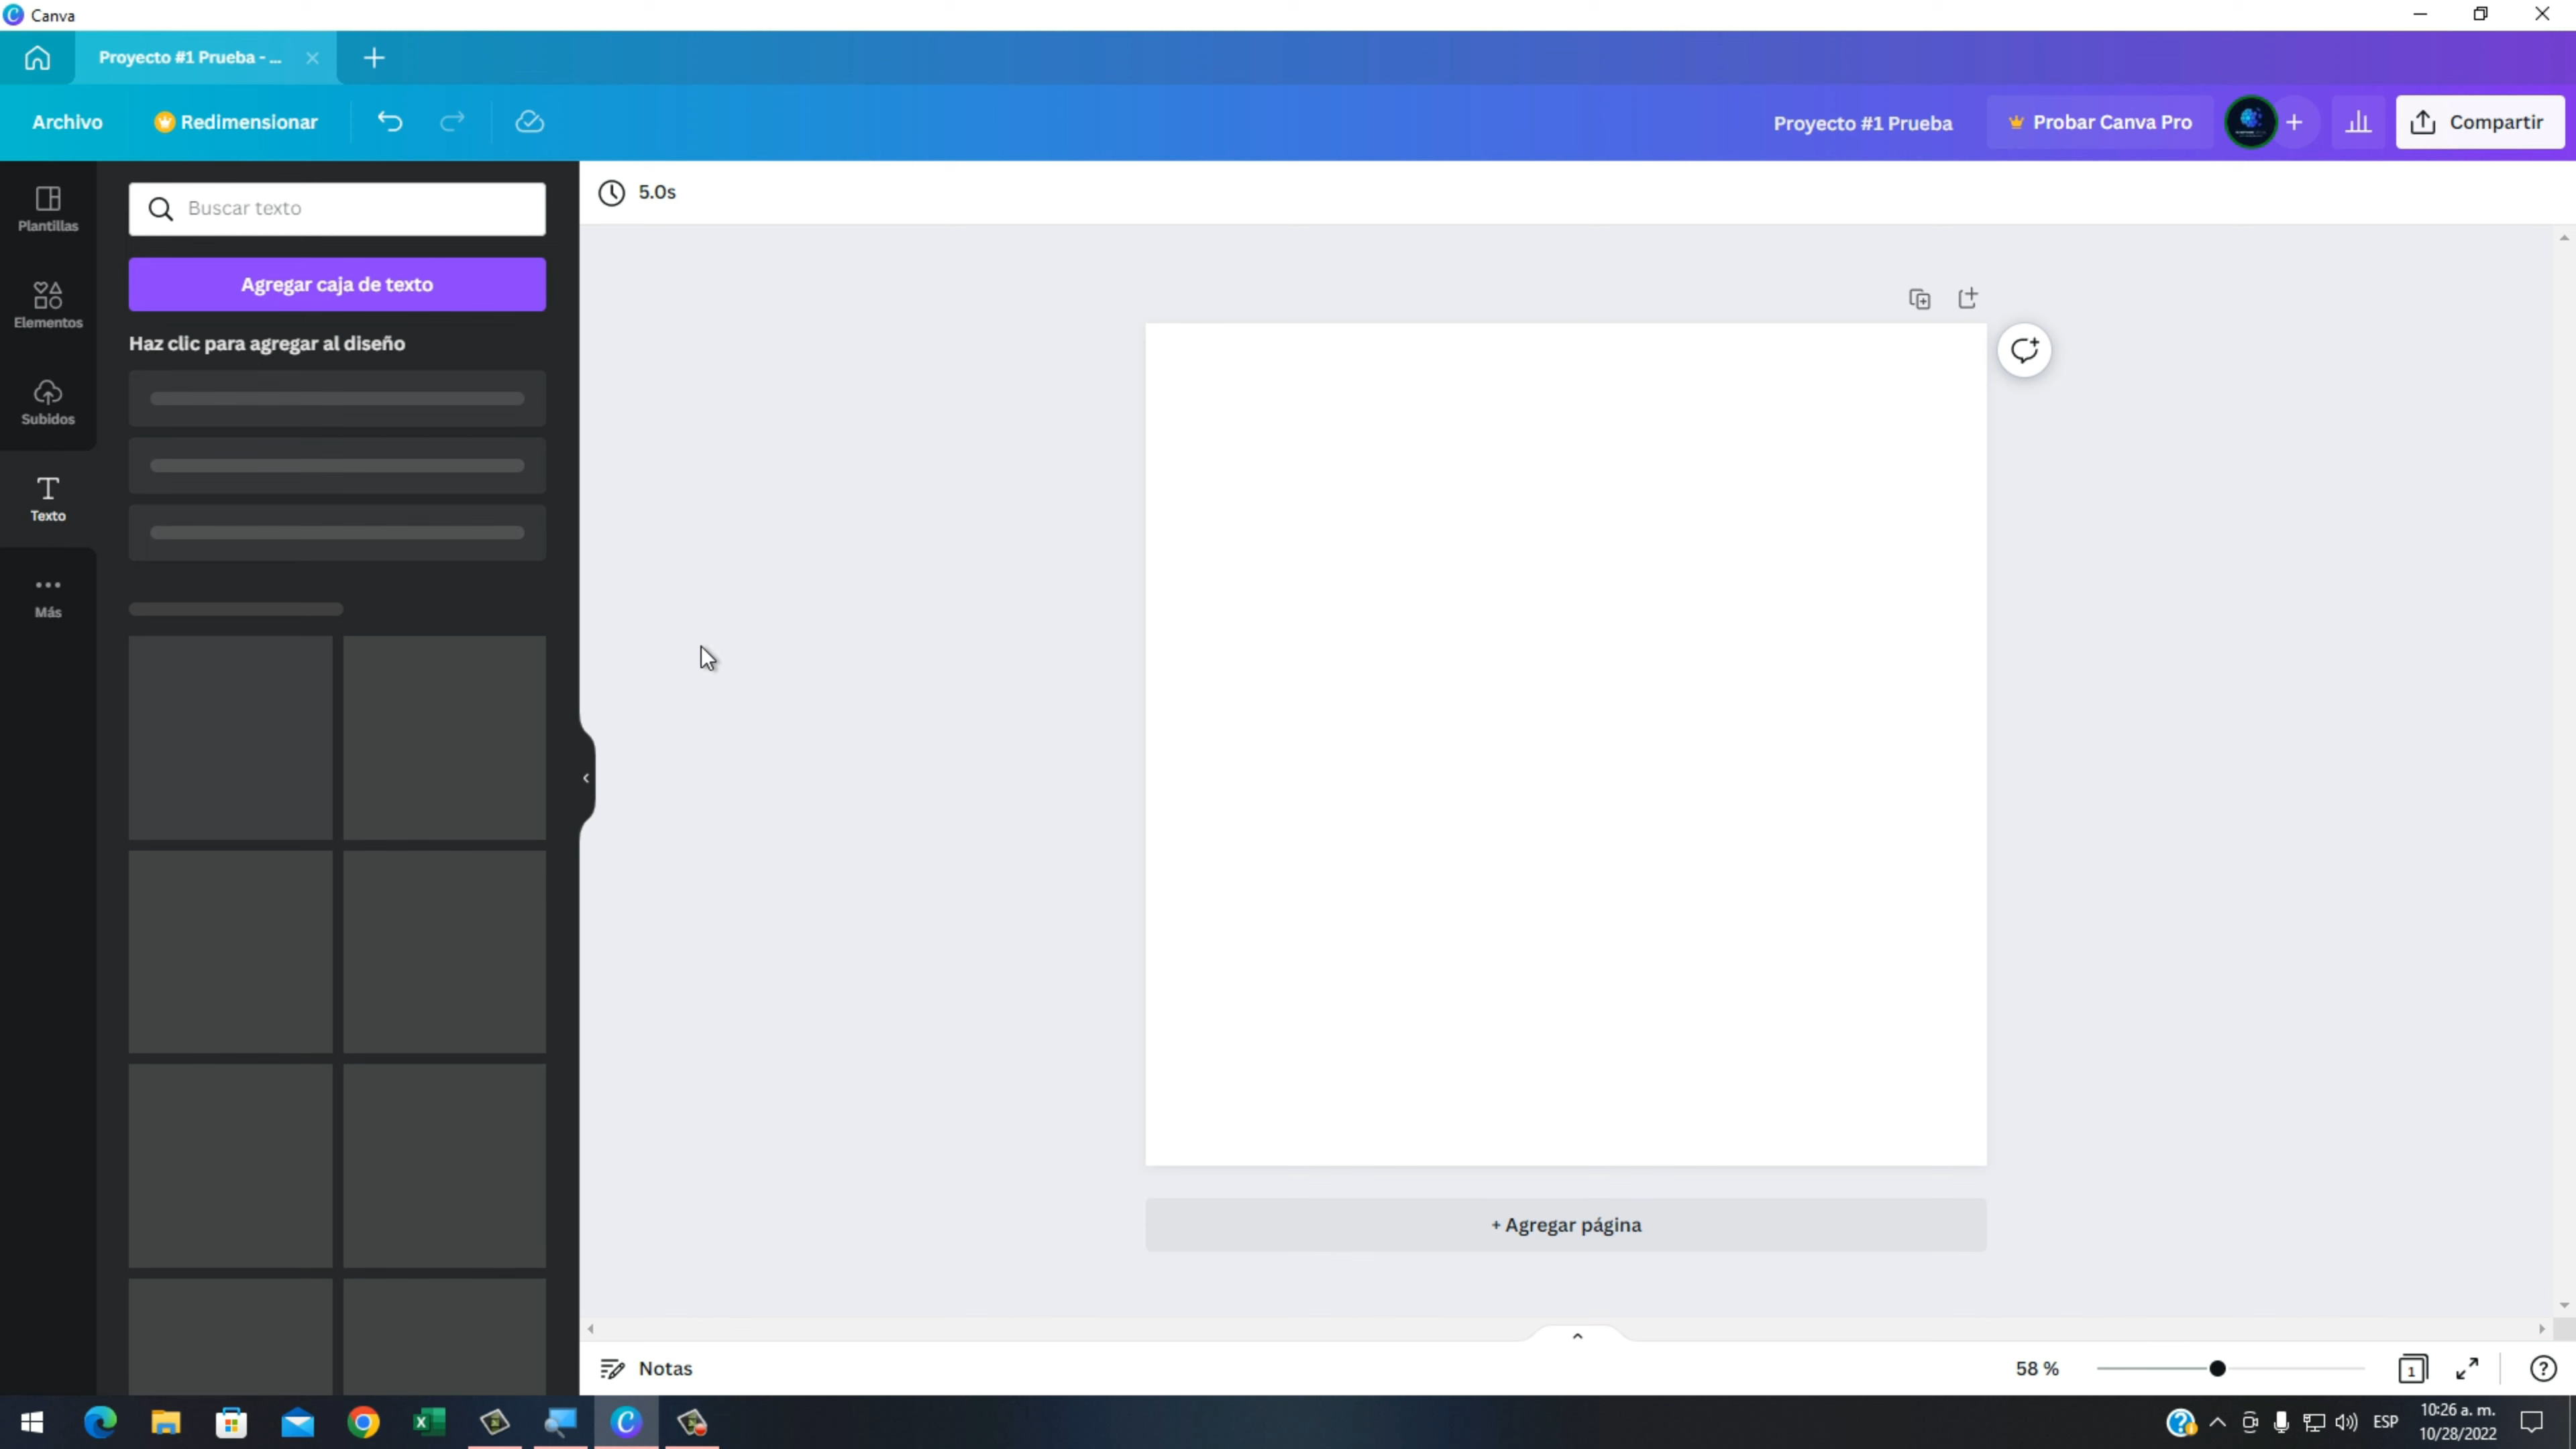 Canva
Proyecto #1 Prueba - ...
Archivo
Redimensionar
Proyecto #1 Prueba
Probar Canva Pro
Compartir
Plantillas
Elementos
Subidos
Texto
Más
Buscar texto
Agregar caja de texto
Haz clic para agregar al diseño
5.0s
+ Agregar página
Notas
58 %
1
ESP
10:26 a. m.
10/28/2022